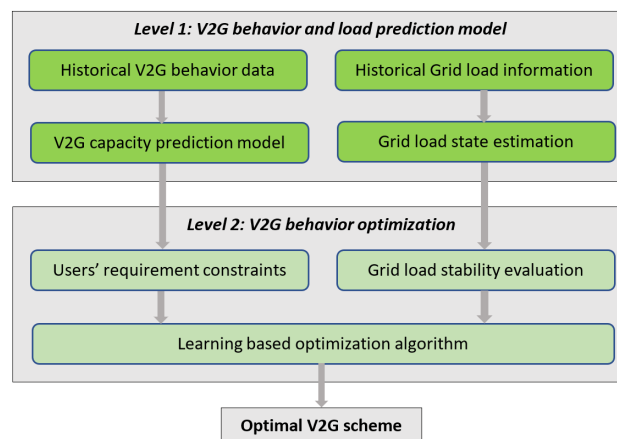 Level 1: V2G behavior and load prediction model
Historical V2G behavior data
Historical Grid load information
V2G capacity prediction model
Grid load state estimation
Level 2: V2G behavior optimization
Users’ requirement constraints
Grid load stability evaluation
Learning based optimization algorithm
Optimal V2G scheme